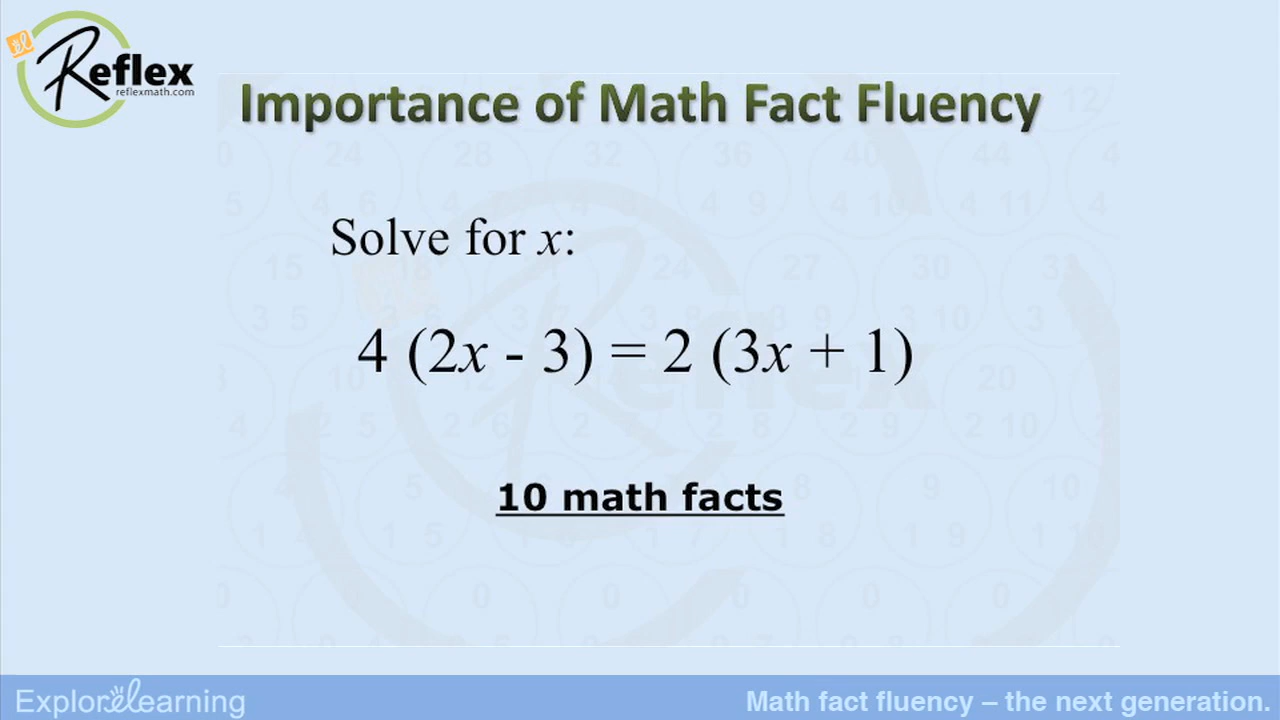 Reflex
reflexmath.com
Importance of Math Fact Fluency
Solve for x:
4 (2x - 3) = 2 (3x + 1)
10 math facts
ExploreLearning
Math fact fluency – the next generation.